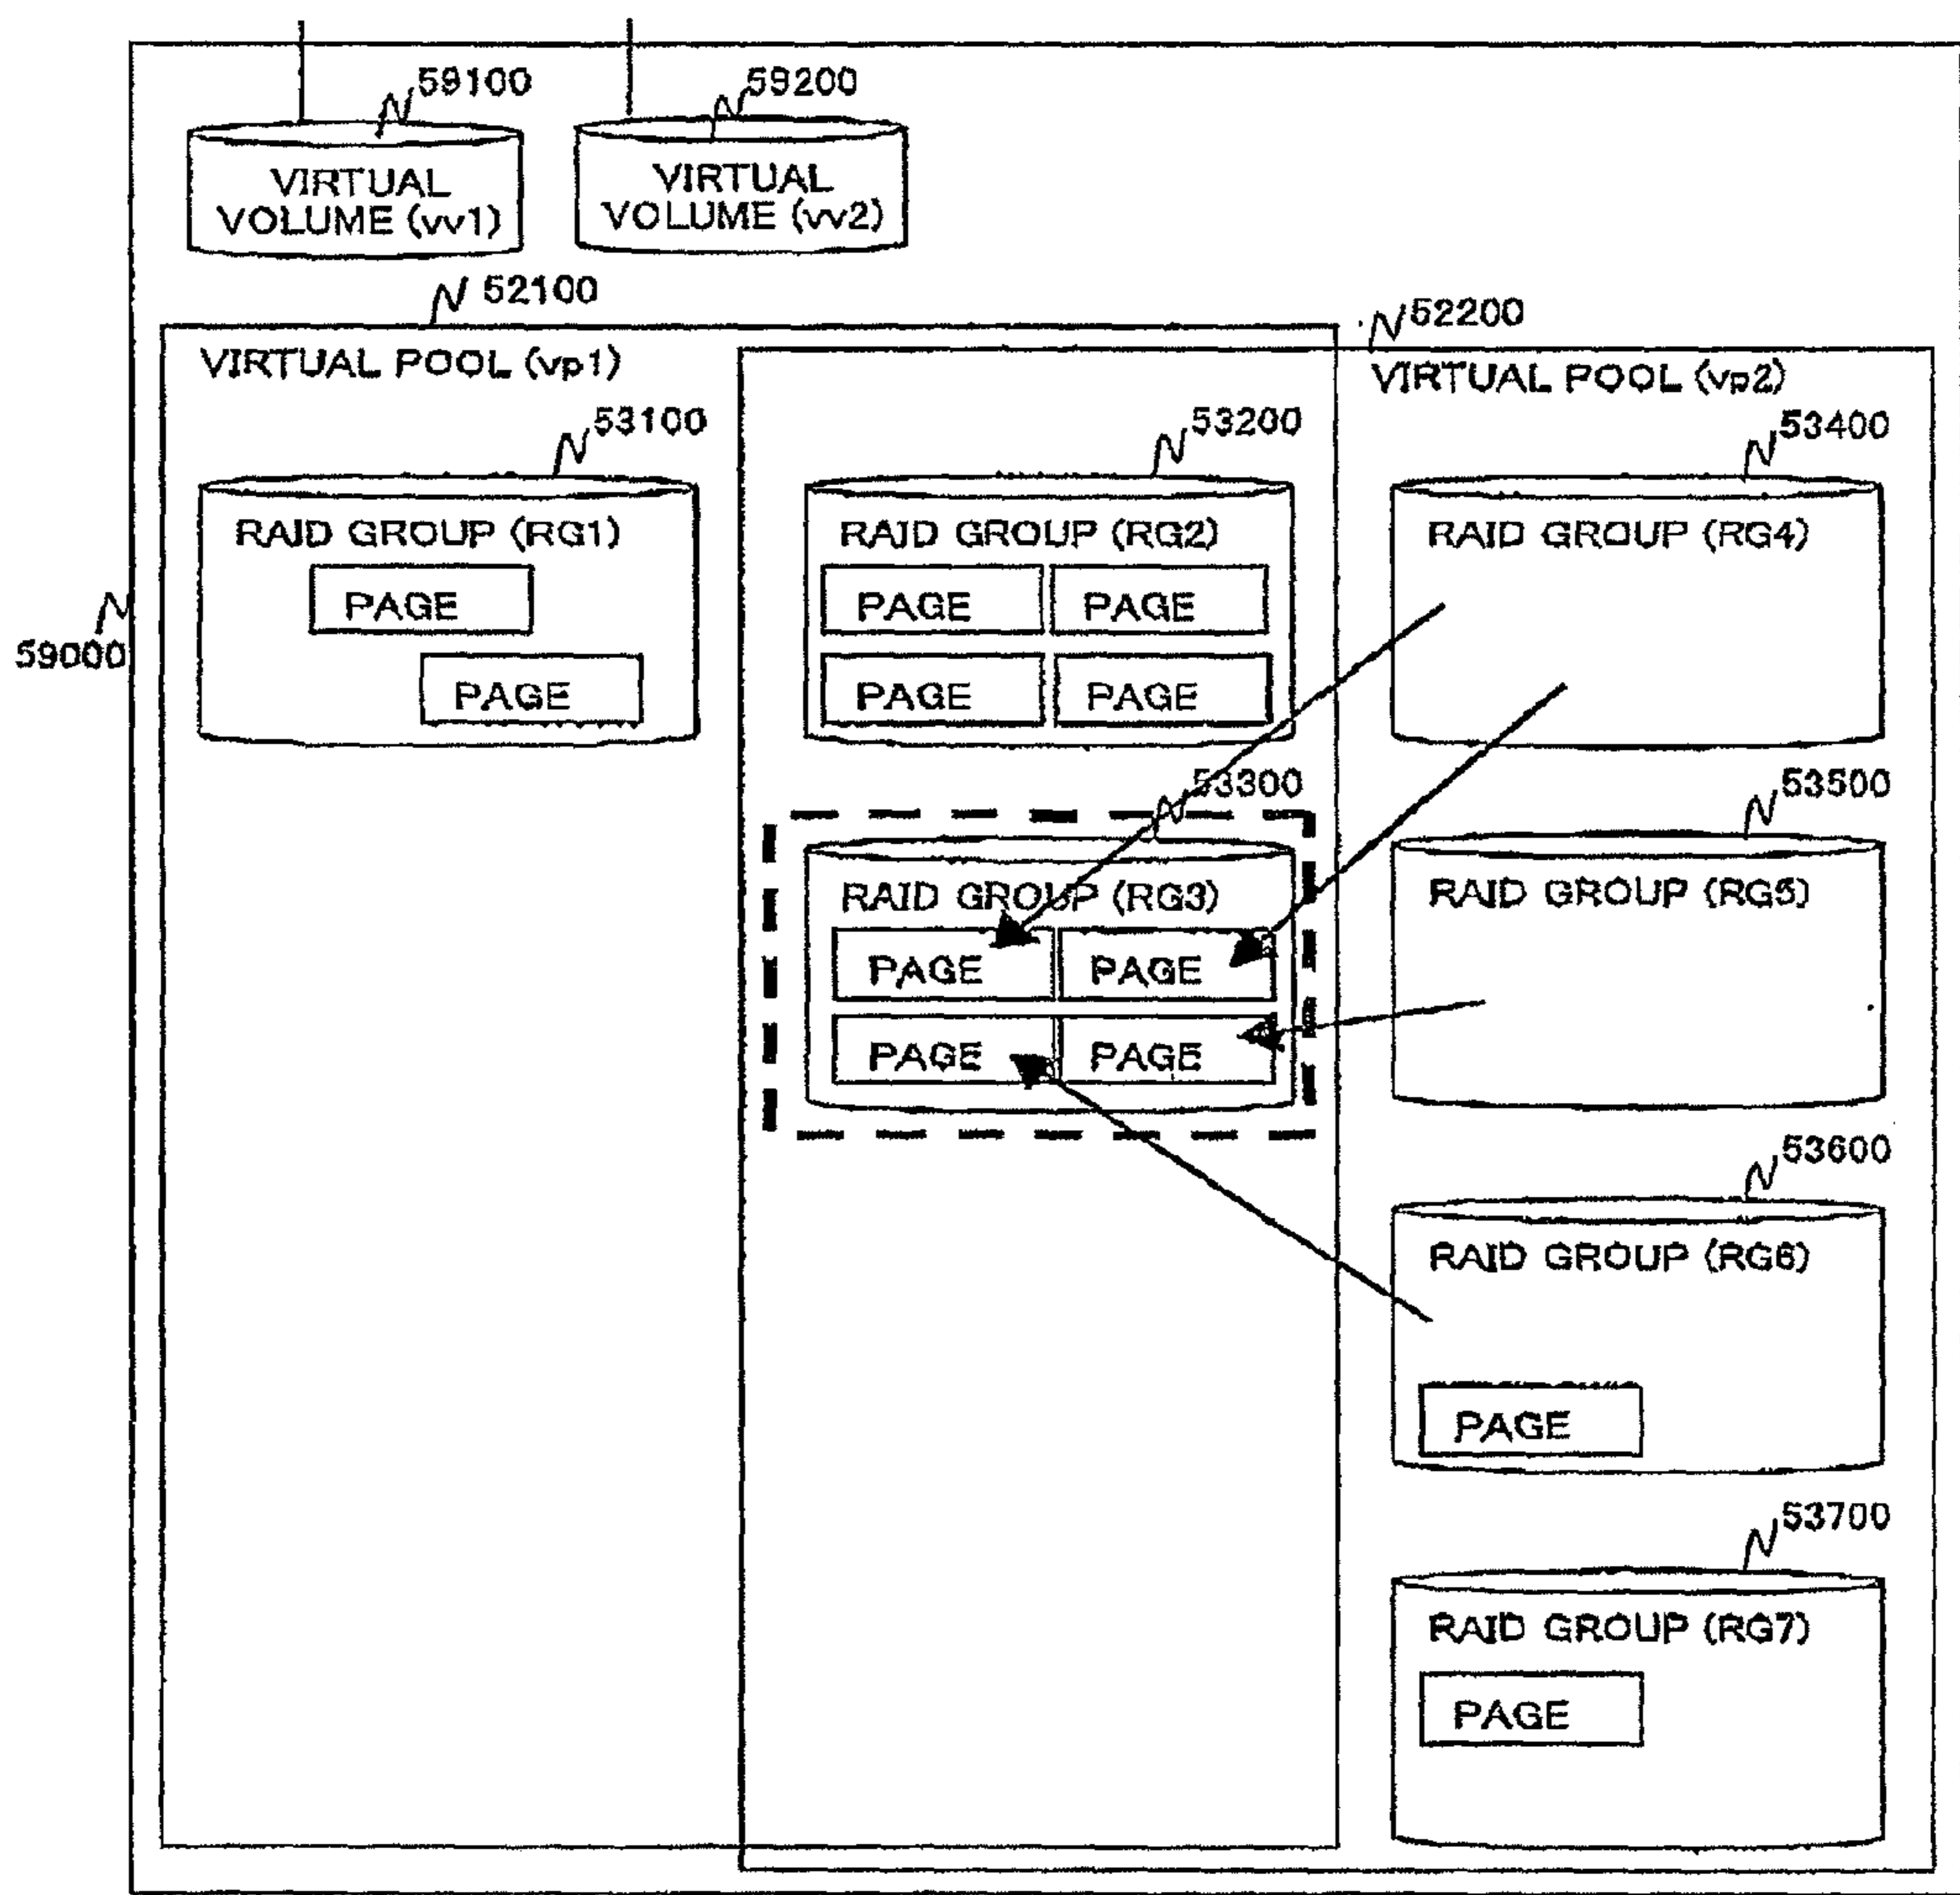 59100
59200
VIRTUAL
VOLUME (vv1)
VIRTUAL
VOLUME (vv2)
52100
52200
VIRTUAL POOL (vp1)
VIRTUAL POOL (vp2)
53100
53200
53400
RAID GROUP (RG1)
PAGE
PAGE
RAID GROUP (RG2)
PAGE PAGE
PAGE PAGE
RAID GROUP (RG4)
59000
53300
53500
RAID GROUP (RG3)
PAGE PAGE
PAGE PAGE
RAID GROUP (RG5)
53600
RAID GROUP (RG6)
PAGE
53700
RAID GROUP (RG7)
PAGE